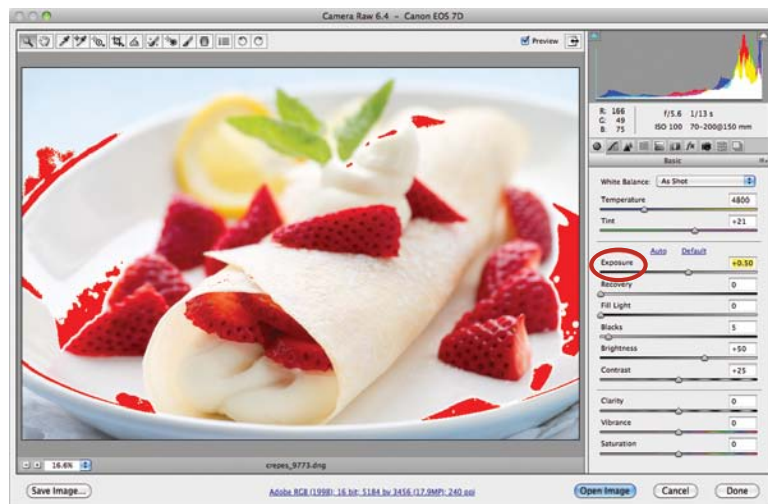 Camera Raw 6.4 - Canon EOS 7D
Preview
R: 166
G: 49
B: 75
f/5.6 1/13 s
ISO 100 70-200@150 mm
Basic
White Balance: As Shot
Temperature 4800
Tint +21
Auto Default
Exposure +0.50
Recovery 0
Fill Light 0
Blacks 5
Brightness +50
Contrast +25
Clarity 0
Vibrance 0
Saturation 0
16.6% crepes_9773.dng
Save Image... Adobe RGB (1998); 16 bit; 5184 by 3456 (17.9MP); 240 ppi Open Image Cancel Done